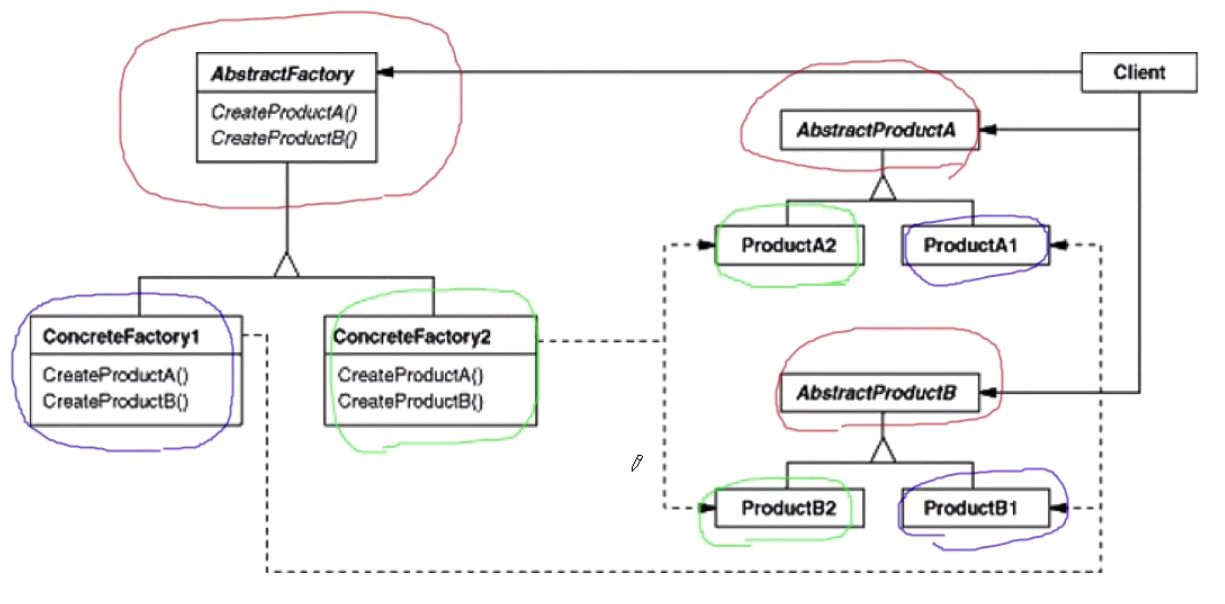 AbstractFactory
CreateProductA()
CreateProductB()
Client
AbstractProductA
ProductA2
ProductA1
ConcreteFactory1
CreateProductA()
CreateProductB()
ConcreteFactory2
CreateProductA()
CreateProductB()
AbstractProductB
ProductB2
ProductB1